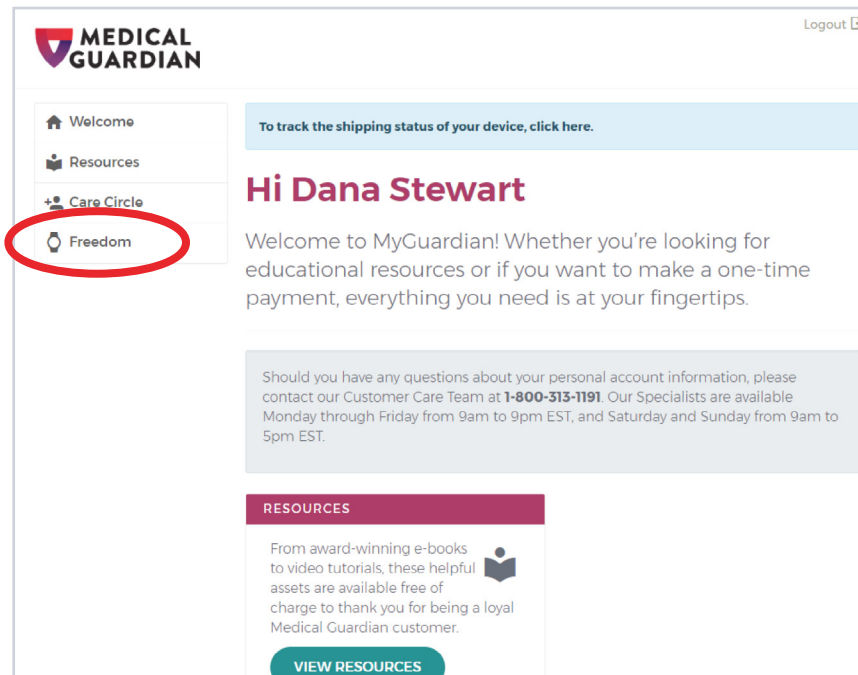 Logout
MEDICAL
GUARDIAN
Welcome
Resources
Care Circle
Freedom
To track the shipping status of your device, click here.
Hi Dana Stewart
Welcome to MyGuardian! Whether you're looking for
educational resources or if you want to make a one-time
payment, everything you need is at your fingertips.
Should you have any questions about your personal account information, please
contact our Customer Care Team at 1-800-313-1191. Our Specialists are available
Monday through Friday from 9am to 9pm EST, and Saturday and Sunday from 9am to
5pm EST.
RESOURCES
From award-winning e-books
to video tutorials, these helpful
assets are available free of
charge to thank you for being a loyal
Medical Guardian customer.
VIEW RESOURCES